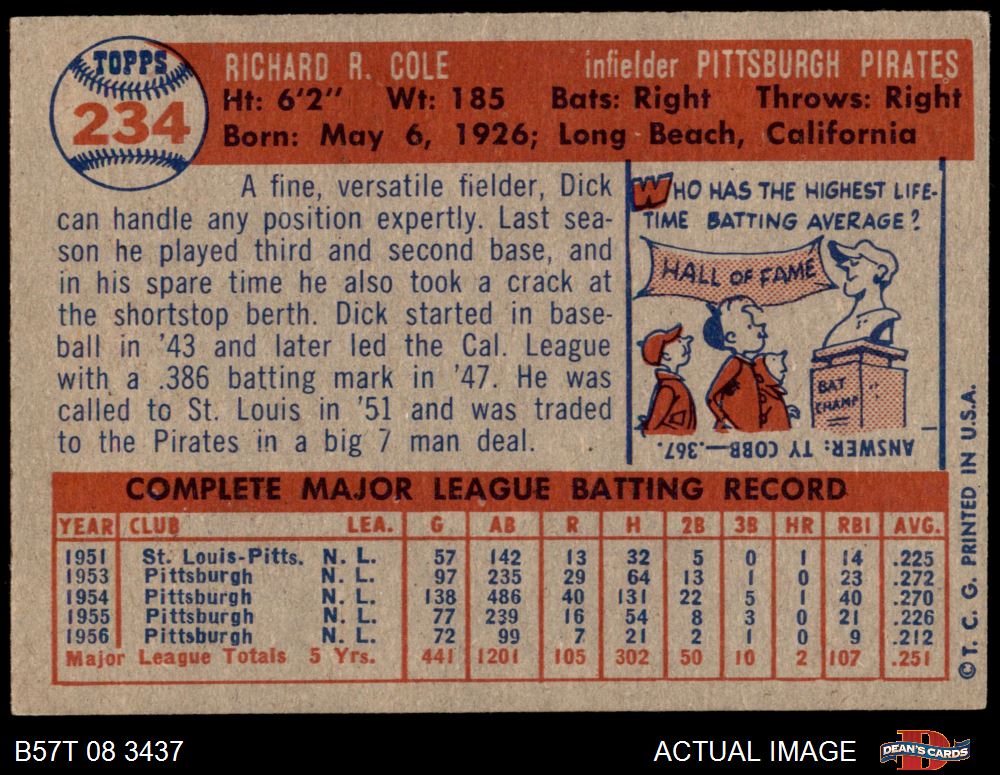 TOPPS
234
RICHARD R. COLE infielder PITTSBURGH PIRATES
Ht: 6'2" Wt: 185 Bats: Right Throws: Right
Born: May 6, 1926; Long Beach, California
A fine, versatile fielder, Dick
can handle any position expertly. Last sea-
son he played third and second base, and
in his spare time he also took a crack at
the shortstop berth. Dick started in base-
ball in '43 and later led the Cal. League
with a .386 batting mark in '47. He was
called to St. Louis in '51 and was traded
to the Pirates in a big 7 man deal.
WHO HAS THE HIGHEST LIFE-
TIME BATTING AVERAGE?
HALL OF FAME
BAT
CHAMP
ANSWER: TY COBB—.367.
COMPLETE MAJOR LEAGUE BATTING RECORD
YEAR CLUB LEA. G AB R H 2B 3B HR RBI AVG.
1951 St. Louis-Pitts. N. L. 57 142 13 32 5 0 1 14 .225
1953 Pittsburgh N. L. 97 235 29 64 13 1 0 23 .272
1954 Pittsburgh N. L. 138 486 40 131 22 5 1 40 .270
1955 Pittsburgh N. L. 77 239 16 54 8 3 0 21 .226
1956 Pittsburgh N. L. 72 99 7 21 2 1 0 9 .212
Major League Totals 5 Yrs. 441 1201 105 302 50 10 2 107 .251
© T. C. G. PRINTED IN U.S.A.
B57T 08 3437
ACTUAL IMAGE
D
DEAN'S CARDS